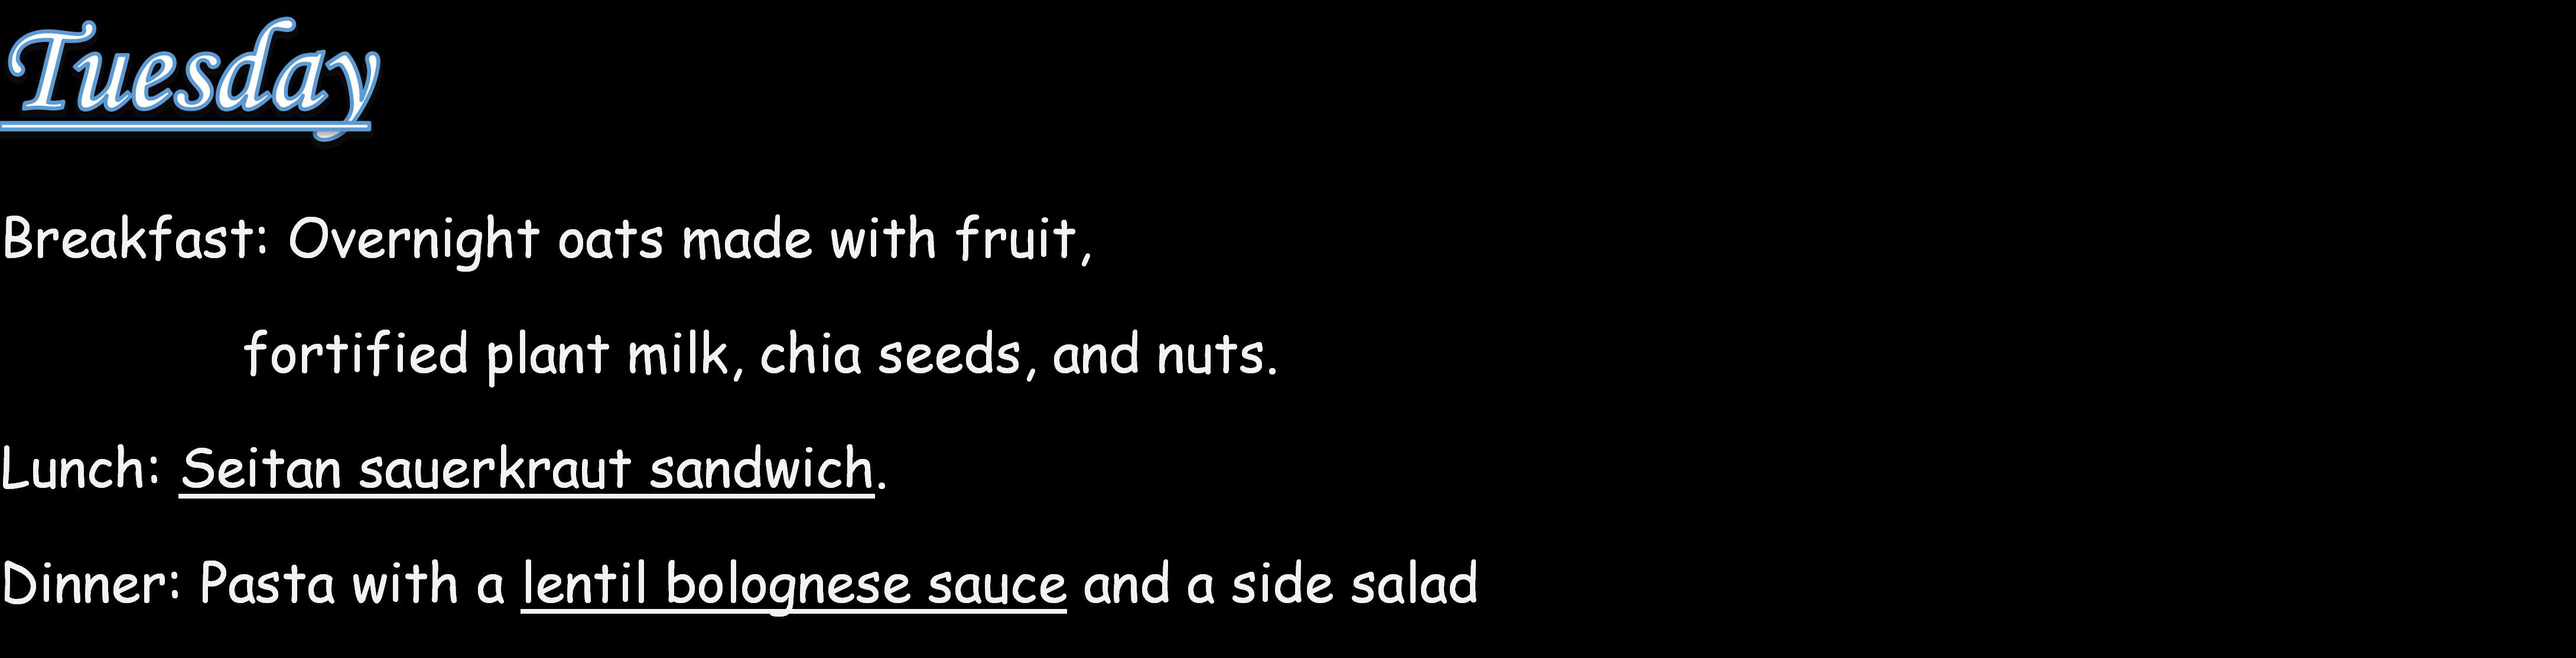 Tuesday
Breakfast: Overnight oats made with fruit,
fortified plant milk, chia seeds, and nuts.
Lunch: Seitan sauerkraut sandwich.
Dinner: Pasta with a lentil bolognese sauce and a side salad